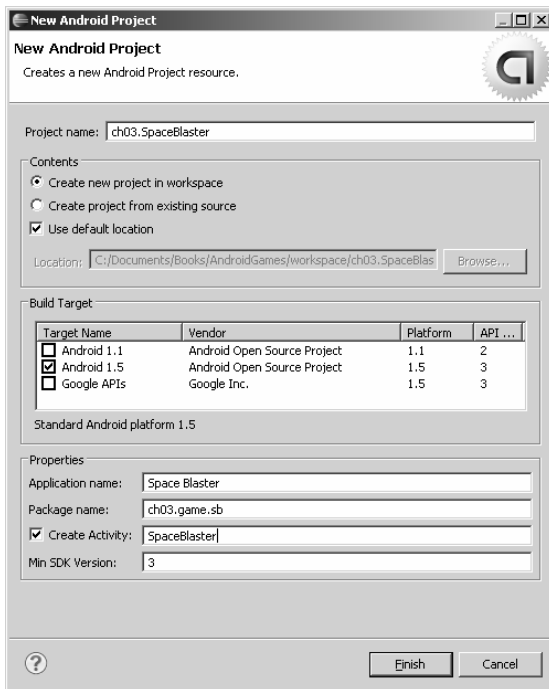 New Android Project
New Android Project
Creates a new Android Project resource.
Project name: ch03.SpaceBlaster
Contents
Create new project in workspace
Create project from existing source
Use default location
Location: C:/Documents/Books/AndroidGames/workspace/ch03.SpaceBlas Browse...
Build Target
Target Name Vendor Platform API ...
Android 1.1 Android Open Source Project 1.1 2
Android 1.5 Android Open Source Project 1.5 3
Google APIs Google Inc. 1.5 3
Standard Android platform 1.5
Properties
Application name: Space Blaster
Package name: ch03.game.sb
Create Activity: SpaceBlaster
Min SDK Version: 3
? Finish Cancel